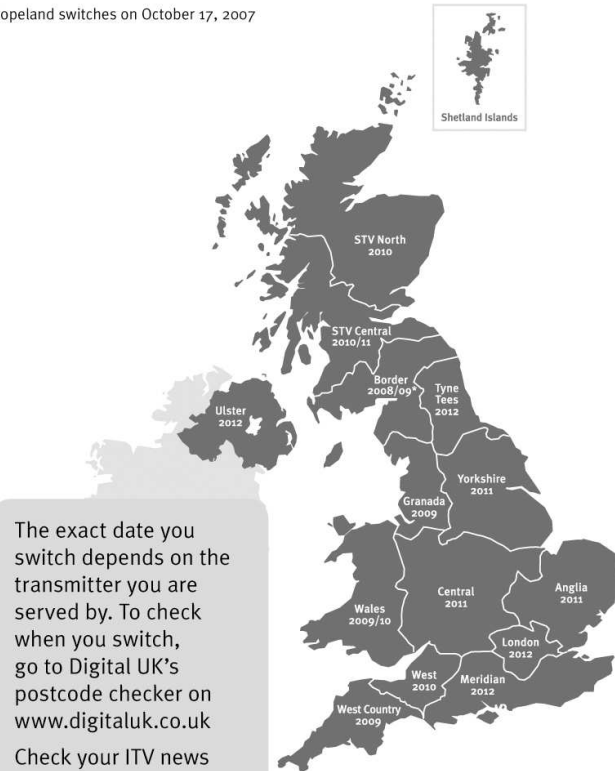 opeland switches on October 17, 2007
Shetland Islands
STV North
2010
STV Central
2010/11
Border
2008/09*
Tyne
Tees
2012
Ulster
2012
Yorkshire
2011
Granada
2009
Central
2011
Anglia
2011
Wales
2009/10
London
2012
West
2010
Meridian
2012
West Country
2009
The exact date you
switch depends on the
transmitter you are
served by. To check
when you switch,
go to Digital UK's
postcode checker on
www.digitaluk.co.uk
Check your ITV news